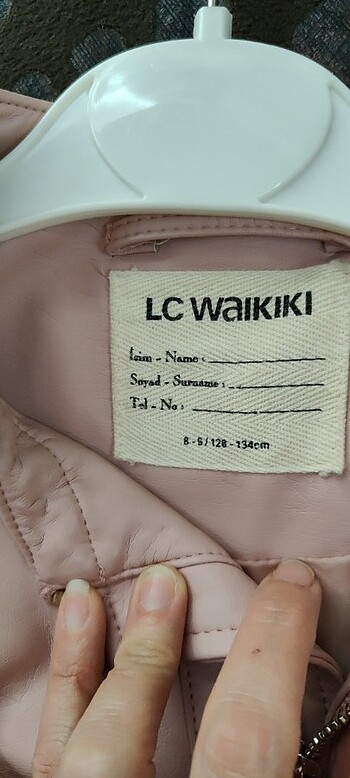 LC WAIKIKI
İsim - Name :
Soyad - Surname :
Tel - No :
8 - 9 / 128 - 134cm